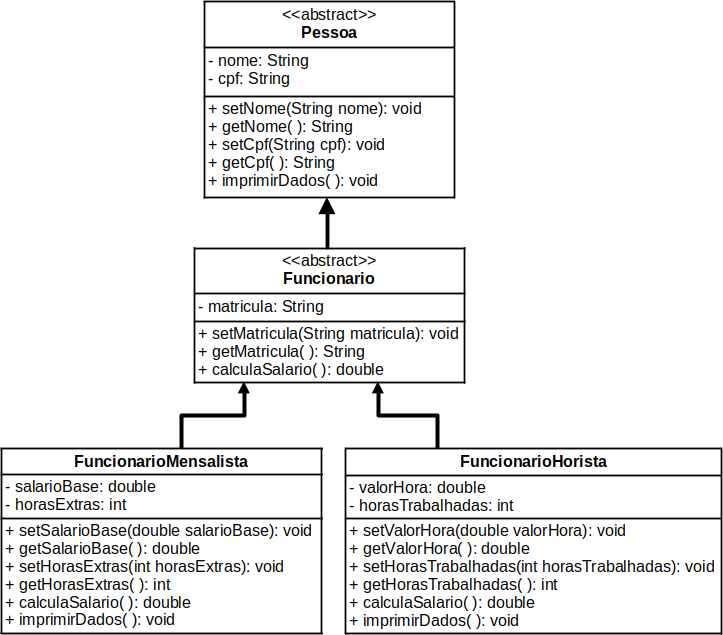 <<abstract>>
Pessoa
- nome: String
- cpf: String
+ setNome(String nome): void
+ getNome( ): String
+ setCpf(String cpf): void
+ getCpf( ): String
+ imprimirDados( ): void
<<abstract>>
Funcionario
- matricula: String
+ setMatricula(String matricula): void
+ getMatricula( ): String
+ calculaSalario( ): double
FuncionarioMensalista
- salarioBase: double
- horasExtras: int
+ setSalarioBase(double salarioBase): void
+ getSalarioBase( ): double
+ setHorasExtras(int horasExtras): void
+ getHorasExtras( ): int
+ calculaSalario( ): double
+ imprimirDados( ): void
FuncionarioHorista
- valorHora: double
- horasTrabalhadas: int
+ setValorHora(double valorHora): void
+ getValorHora( ): double
+ setHorasTrabalhadas(int horasTrabalhadas): void
+ getHorasTrabalhadas( ): int
+ calculaSalario( ): double
+ imprimirDados( ): void